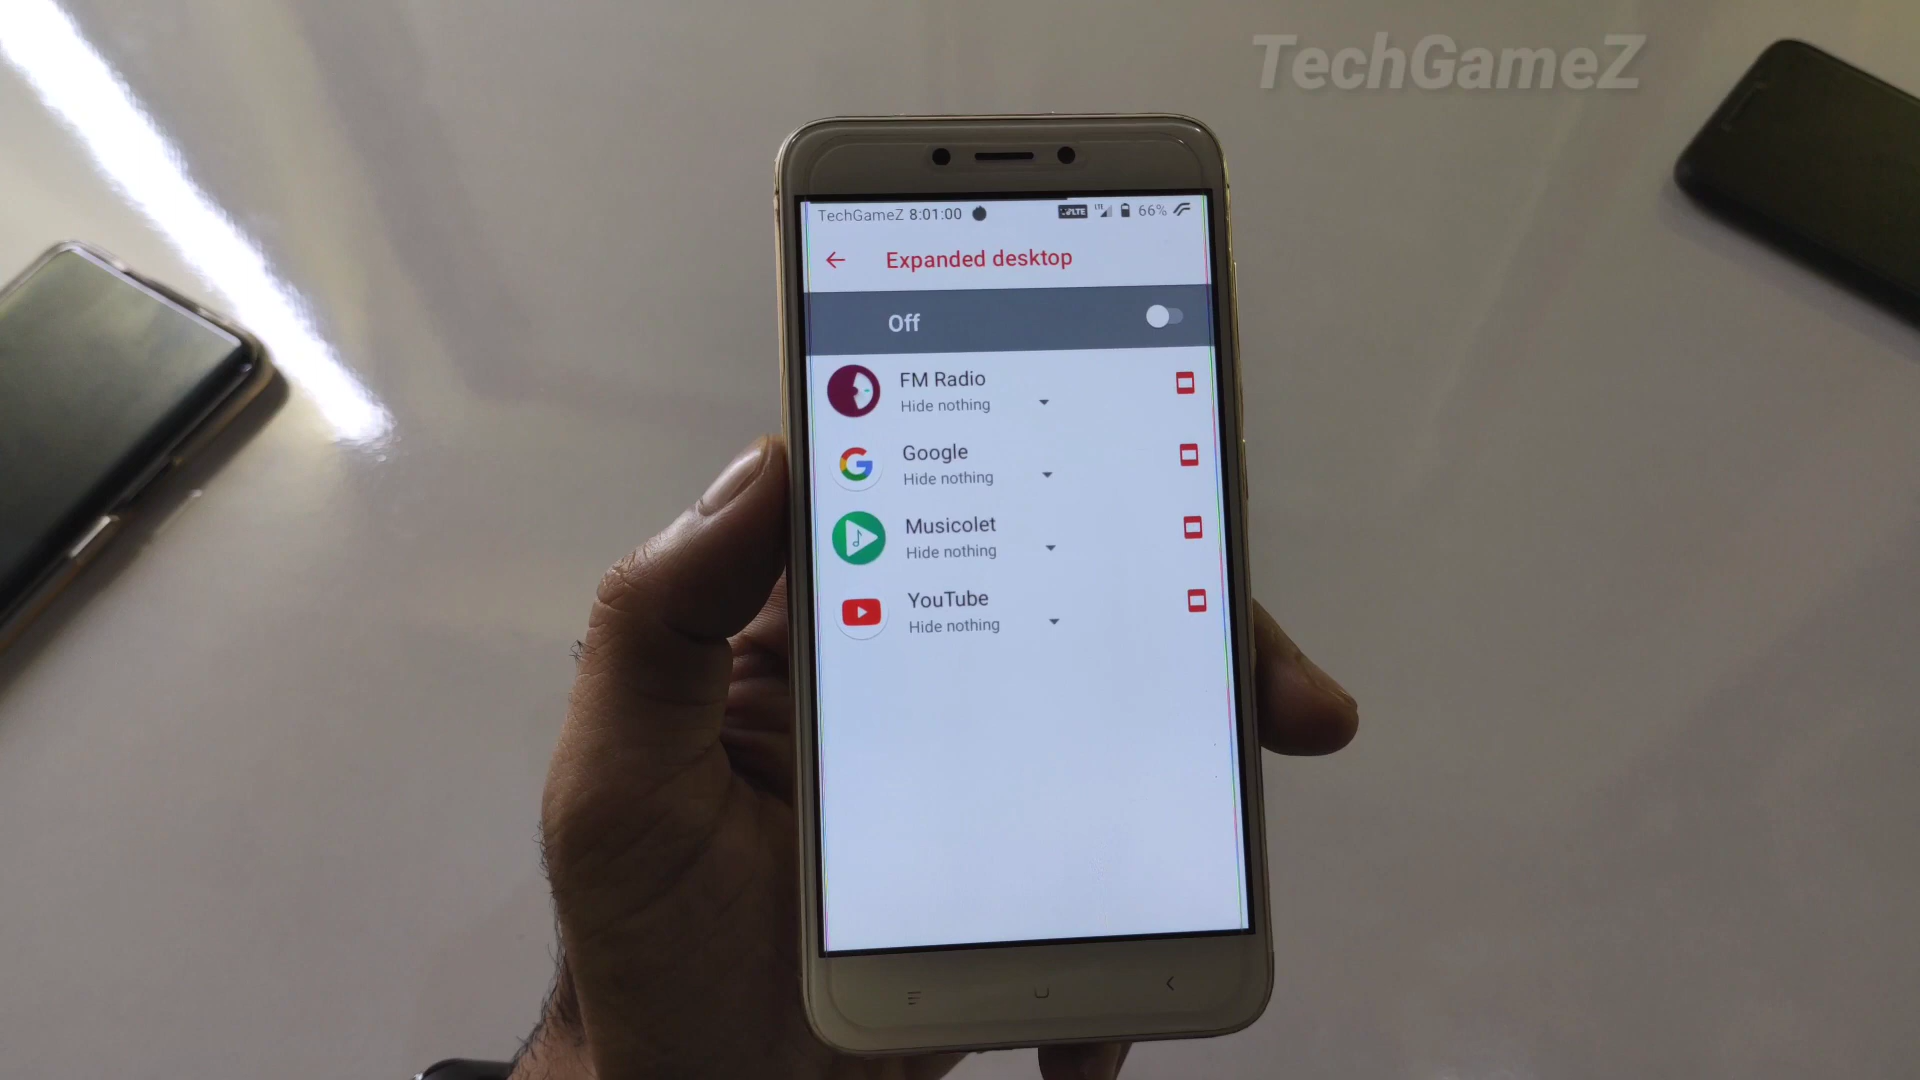 TechGameZ
TechGameZ 8:01:00 LTE 66%
Expanded desktop
Off
FM Radio
Hide nothing
Google
Hide nothing
Musicolet
Hide nothing
YouTube
Hide nothing